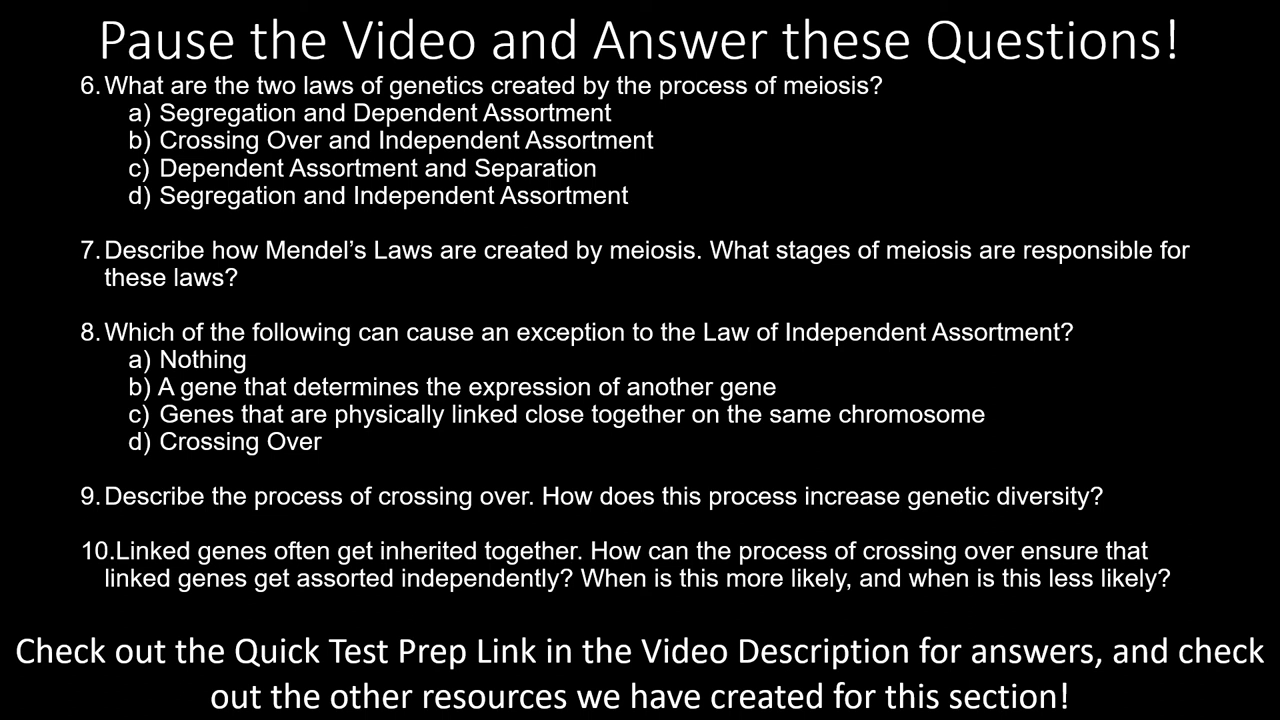 Pause the Video and Answer these Questions!
6. What are the two laws of genetics created by the process of meiosis?
a) Segregation and Dependent Assortment
b) Crossing Over and Independent Assortment
c) Dependent Assortment and Separation
d) Segregation and Independent Assortment
7. Describe how Mendel's Laws are created by meiosis. What stages of meiosis are responsible for
these laws?
8. Which of the following can cause an exception to the Law of Independent Assortment?
a) Nothing
b) A gene that determines the expression of another gene
c) Genes that are physically linked close together on the same chromosome
d) Crossing Over
9. Describe the process of crossing over. How does this process increase genetic diversity?
10.Linked genes often get inherited together. How can the process of crossing over ensure that
linked genes get assorted independently? When is this more likely, and when is this less likely?
Check out the Quick Test Prep Link in the Video Description for answers, and check
out the other resources we have created for this section!